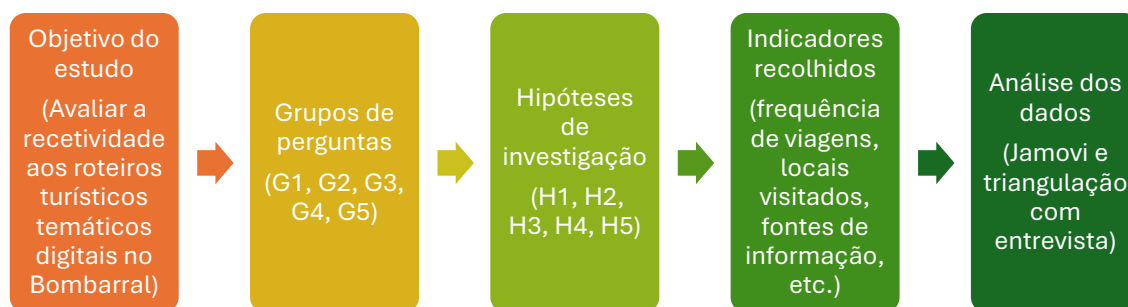 Objetivo do
estudo
(Avaliar a
recetividade
aos roteiros
turísticos
temáticos
digitais no
Bombarral)
Grupos de
perguntas
(G1, G2, G3,
G4, G5)
Hipóteses
de
investigação
(H1, H2,
H3, H4, H5)
Indicadores
recolhidos
(frequência
de viagens,
locais
visitados,
fontes de
informação,
etc.)
Análise dos
dados
(Jamovi e
triangulação
com
entrevista)